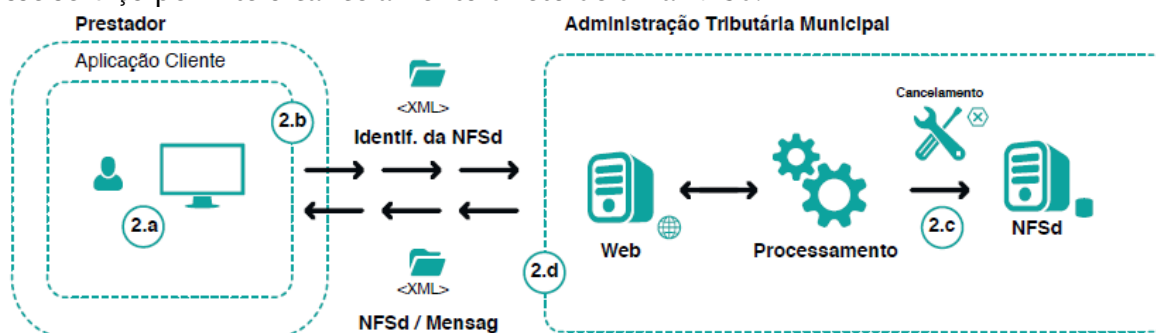 Prestador
Administração Tributária Municipal
Aplicação Cliente
<XML>
Cancelamento
2.b
Identif. da NFSd
2.a
2.c
Web
Processamento
NFSd
2.d
<XML>
NFSd / Mensag